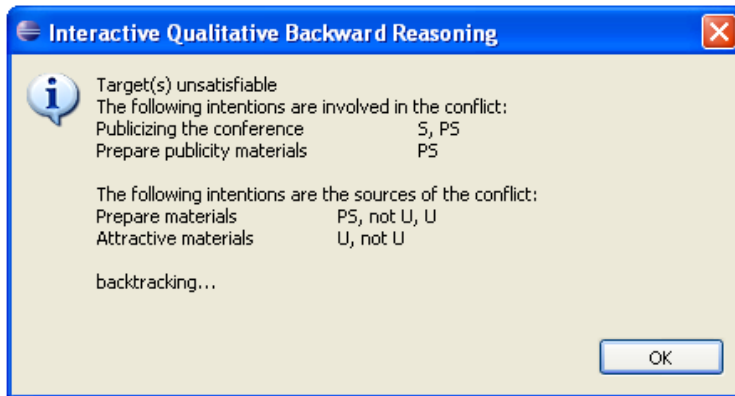 Interactive Qualitative Backward Reasoning
Target(s) unsatisfiable
The following intentions are involved in the conflict:
Publicizing the conference S, PS
Prepare publicity materials PS
The following intentions are the sources of the conflict:
Prepare materials PS, not U, U
Attractive materials U, not U
backtracking...
OK